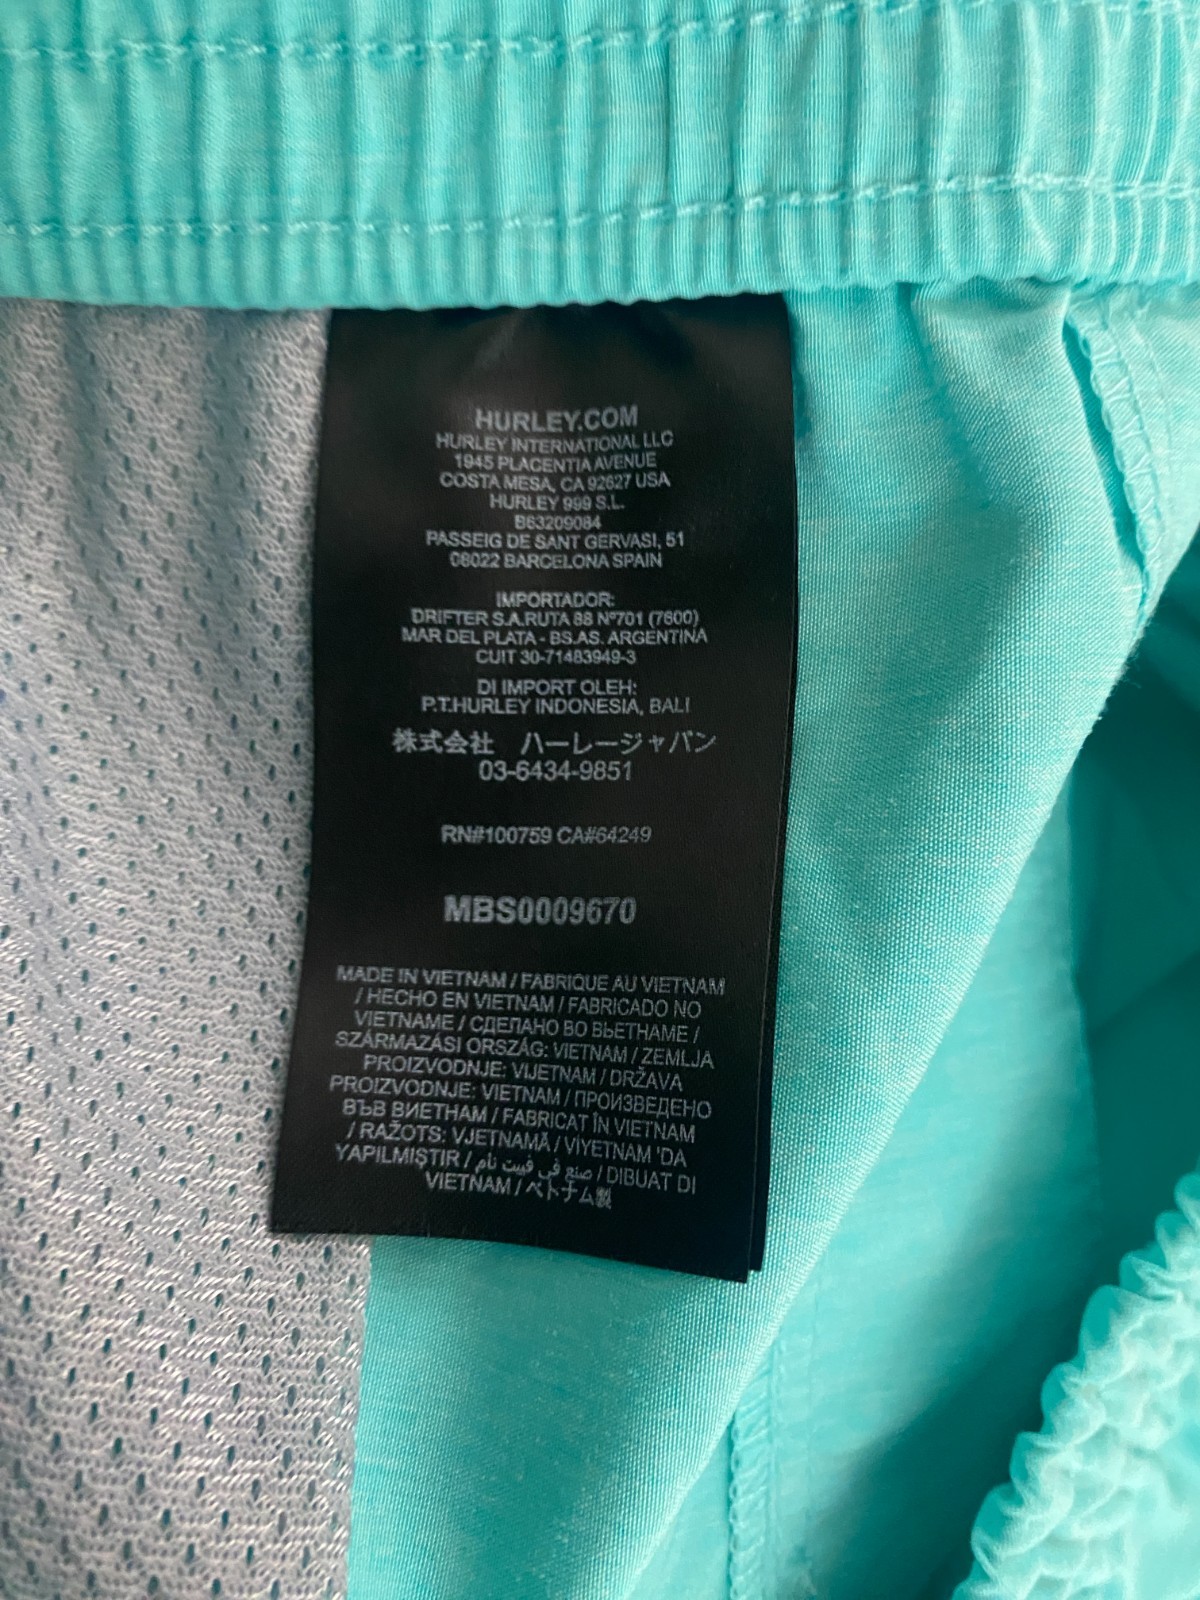 HURLEY.COM
HURLEY INTERNATIONAL LLC
1945 PLACENTIA AVENUE
COSTA MESA, CA 92627 USA
HURLEY 999 S.L.
B63209084
PASSEIG DE SANT GERVASI, 51
08022 BARCELONA SPAIN
IMPORTADOR:
DRIFTER S.A.RUTA 88 Nº701 (7600)
MAR DEL PLATA - BS.AS. ARGENTINA
CUIT 30-71483949-3
DI IMPORT OLEH:
P.T.HURLEY INDONESIA, BALI
株式会社 ハーレージャパン
03-6434-9851
RN#100759 CA#64249
MBS0009670
MADE IN VIETNAM / FABRIQUE AU VIETNAM
/ HECHO EN VIETNAM / FABRICADO NO
VIETNAME / СДЕЛАНО ВО ВЬЕТНАМЕ /
SZÁRMAZÁSI ORSZÁG: VIETNAM / ZEMLJA
PROIZVODNJE: VIJETNAM / DRŽAVA
PROIZVODNJE: VIETNAM / ПРОИЗВЕДЕНО
ВЪВ ВИЕТНАМ / FABRICAT ÎN VIETNAM
/ RAŽOTS: VJETNAMĀ / VİYETNAM 'DA
YAPILMIŞTIR / صنع في فييت نام / DIBUAT DI
VIETNAM / ベトナム製